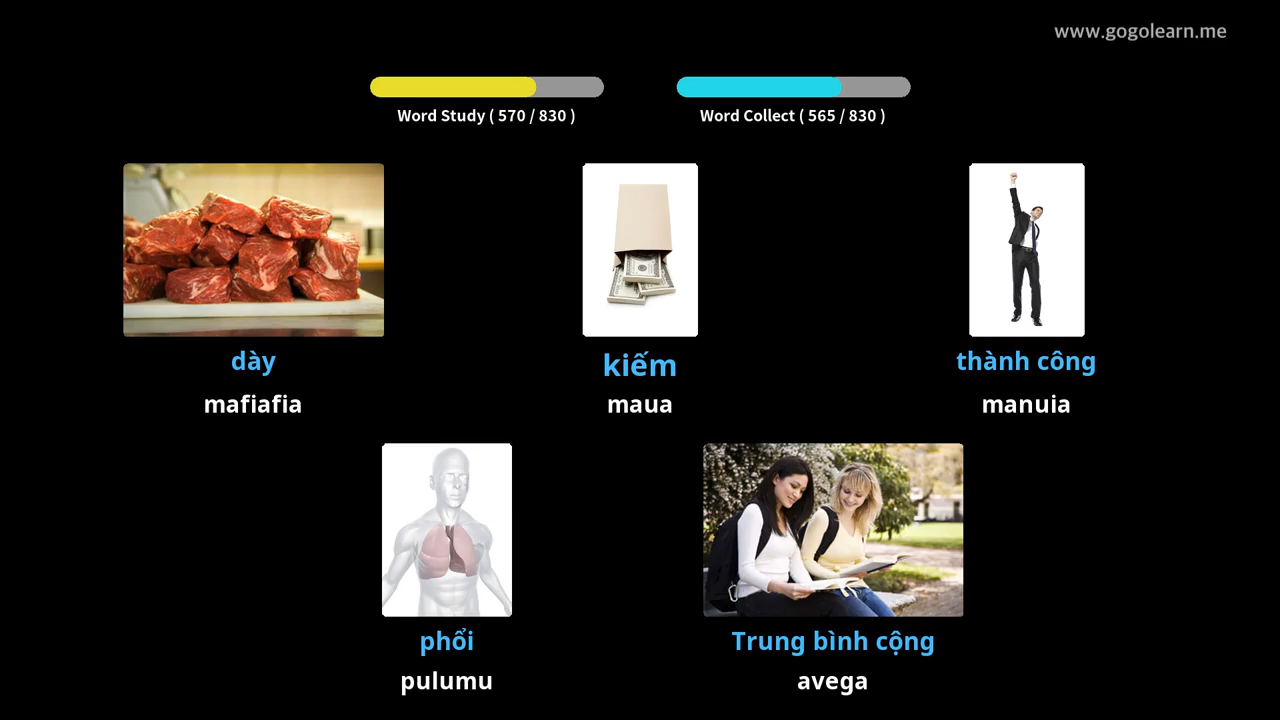 www.gogolearn.me
Word Study ( 570 / 830 )
Word Collect ( 565 / 830 )
dày
kiếm
thành công
mafiafia
maua
manuia
phổi
Trung bình cộng
pulumu
avega